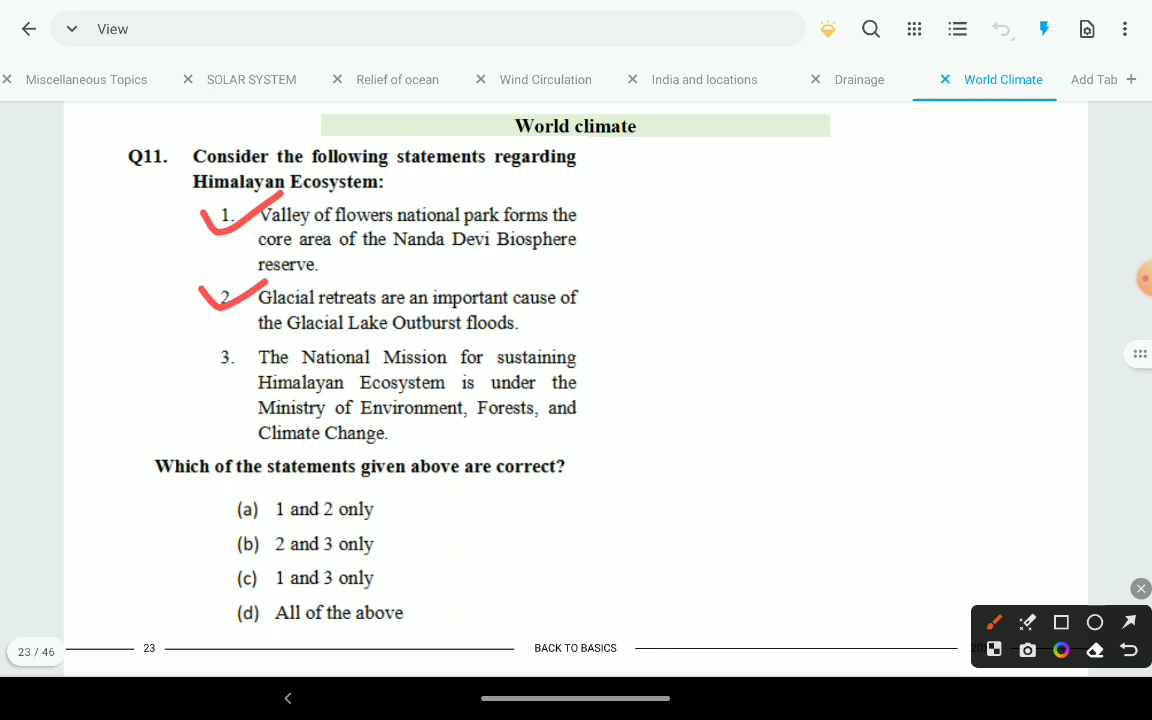 View
Miscellaneous Topics SOLAR SYSTEM Relief of ocean Wind Circulation India and locations Drainage World Climate Add Tab +
World climate
Q11. Consider the following statements regarding
Himalayan Ecosystem:
1. Valley of flowers national park forms the
core area of the Nanda Devi Biosphere
reserve.
2. Glacial retreats are an important cause of
the Glacial Lake Outburst floods.
3. The National Mission for sustaining
Himalayan Ecosystem is under the
Ministry of Environment, Forests, and
Climate Change.
Which of the statements given above are correct?
(a) 1 and 2 only
(b) 2 and 3 only
(c) 1 and 3 only
(d) All of the above
23 / 46
23 BACK TO BASICS